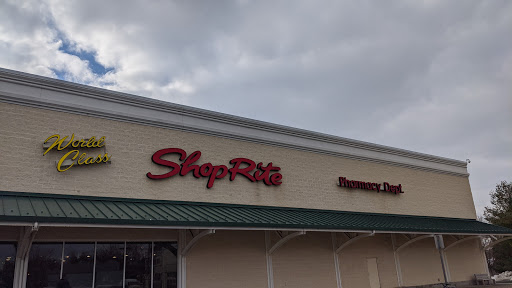 World
Class
ShopRite
Pharmacy Dept.